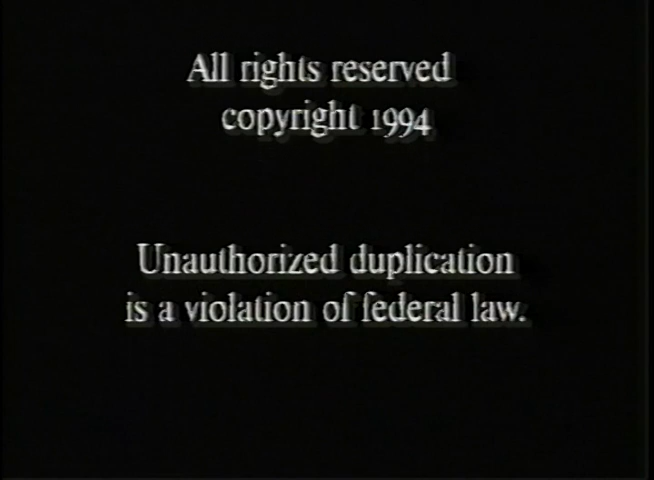 All rights reserved
copyright 1994
Unauthorized duplication
is a violation of federal law.